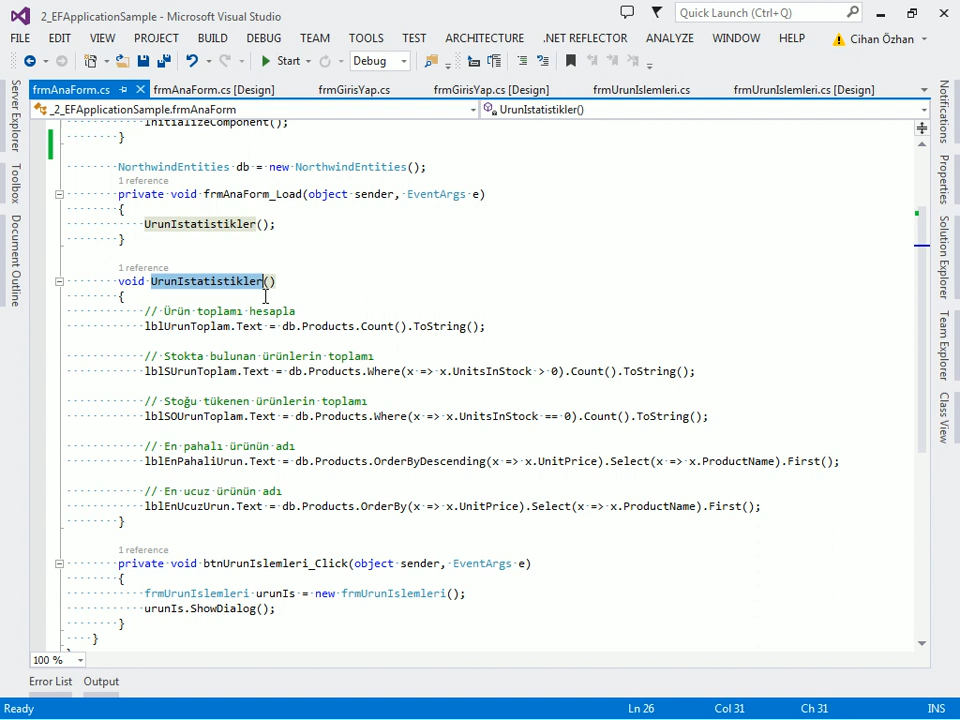 2_EFApplicationSample - Microsoft Visual Studio
Quick Launch (Ctrl+Q)
FILE EDIT VIEW PROJECT BUILD DEBUG TEAM TOOLS TEST ARCHITECTURE .NET REFLECTOR ANALYZE WINDOW HELP Cihan Özhan
Start Debug
frmAnaForm.cs frmAnaForm.cs [Design] frmGirisYap.cs frmGirisYap.cs [Design] frmUrunIslemleri.cs frmUrunIslemleri.cs [Design]
_2_EFApplicationSample.frmAnaForm UrunIstatistikler()
Server Explorer
Toolbox
Document Outline
InitializeComponent();
}
NorthwindEntities db = new NorthwindEntities();
1 reference
private void frmAnaForm_Load(object sender, EventArgs e)
{
UrunIstatistikler();
}
1 reference
void UrunIstatistikler()
{
// Ürün toplamı hesapla
lblUrunToplam.Text = db.Products.Count().ToString();
// Stokta bulunan ürünlerin toplamı
lblSUrunToplam.Text = db.Products.Where(x => x.UnitsInStock > 0).Count().ToString();
// Stoğu tükenen ürünlerin toplamı
lblSOUrunToplam.Text = db.Products.Where(x => x.UnitsInStock == 0).Count().ToString();
// En pahalı ürünün adı
lblEnPahaliUrun.Text = db.Products.OrderByDescending(x => x.UnitPrice).Select(x => x.ProductName).First();
// En ucuz ürünün adı
lblEnUcuzUrun.Text = db.Products.OrderBy(x => x.UnitPrice).Select(x => x.ProductName).First();
}
1 reference
private void btnUrunIslemleri_Click(object sender, EventArgs e)
{
frmUrunIslemleri urunIs = new frmUrunIslemleri();
urunIs.ShowDialog();
}
}
Notifications
Properties
Solution Explorer
Team Explorer
Class View
100 %
Error List Output
Ready Ln 26 Col 31 Ch 31 INS